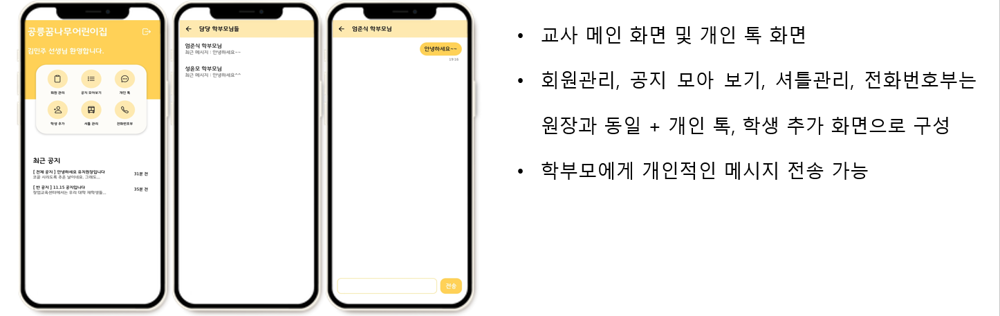 공룡꿈나무어린이집
김민주 선생님 환영합니다.
회원 관리
공지 모아보기
개인 톡
학생 추가
셔틀 관리
전화번호부
최근 공지
[ 전체 공지 ] 안녕하세요 유치원장입니다
코끝 시리도록 추운 날이네요. 그래도...
31분 전
[ 반 공지 ] 11.15 공지입니다
창업교육센터에서는 우리 대학 재학생들...
35분 전
담당 학부모님들
엄준식 학부모님
최근 메시지 : 안녕하세요~~
성윤모 학부모님
최근 메시지 : 안녕하세요^^
엄준식 학부모님
안녕하세요~~
19:16
전송
• 교사 메인 화면 및 개인 톡 화면
• 회원관리, 공지 모아 보기, 셔틀관리, 전화번호부는
원장과 동일 + 개인 톡, 학생 추가 화면으로 구성
• 학부모에게 개인적인 메시지 전송 가능